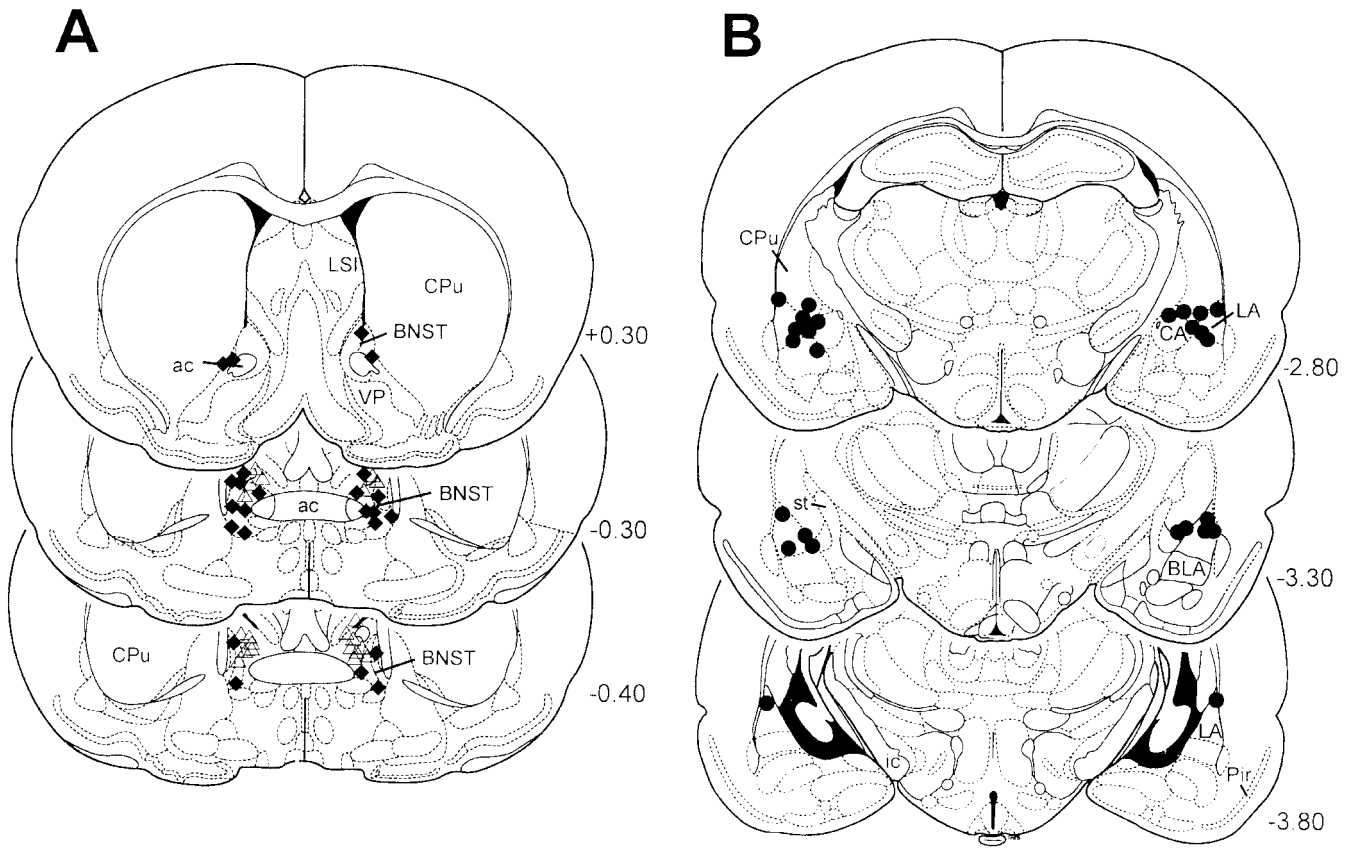 A
LSI
CPu
BNST
+0.30
ac
VP
BNST
ac
-0.30
CPu
BNST
-0.40
B
CPu
LA
CA
-2.80
st
BLA
-3.30
LA
ic
Pir
-3.80